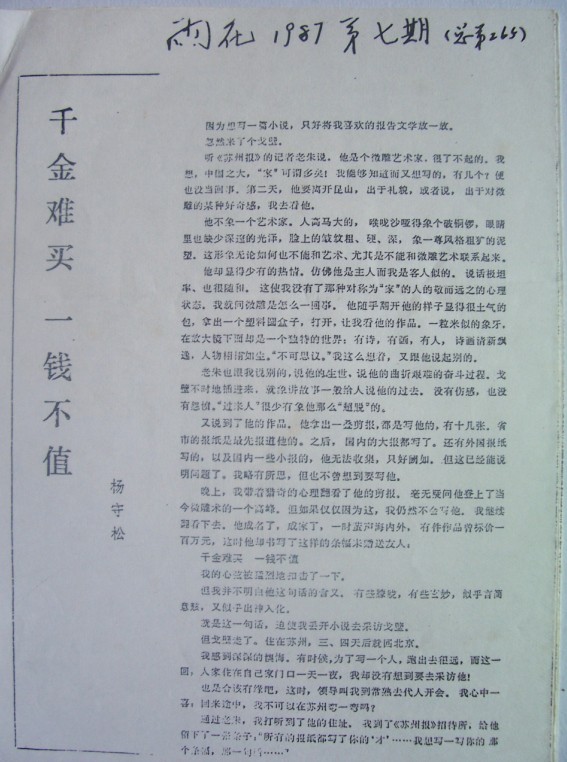 雨花 1987 第七期 (总第265)
千金难买 一钱不值
杨守松
因为想写一篇小说，只好将我喜欢的报告文学放一放。
忽然来了个戈壁。
听《苏州报》的记者老朱说，他是个微雕艺术家，很了不起的。我
想，中国之大，“家”可谓多矣！我能够知道而又想写的，有几个？便
也没当回事。第二天，他要离开昆山，出于礼貌，或者说，出于对微
雕的某种好奇感，我去看他。
他不象一个艺术家。人高马大的，喉咙沙哑得象个破铜锣，眼睛
里也缺少深邃的光泽，脸上的皱纹粗、硬、深，象一尊风格粗犷的泥
塑。这形象无论如何也不能和艺术、尤其是不能和微雕艺术联系起来。
他却显得少有的热情。仿佛他是主人而我是客人似的。说话极坦
率、也很随和。这使我没有了那种对称为“家”的人的敬而远之的心理
状态。我就问微雕是怎么一回事。他随手掏开他的样子显得很土气的
包，拿出一个塑料圆盒子，打开，让我看他的作品。一粒米似的象牙，
在放大镜下面却是一个独特的世界：有诗，有画，有人，诗画清新飘
逸，人物栩栩如生。“不可思议。”我这么想着，又跟他说起别的。
老朱也跟我说别的，说他的生世，说他的曲折艰难的奋斗过程。戈
壁不时地插进来，就象讲故事一般给人说他的过去。没有伤感，也没
有怨愤。“过来人”很少有象他那么“超脱”的。
又说到了他的作品。他拿出一叠剪报，都是写他的，有十几张。省
市的报纸是最先报道他的。之后，国内的大报都写了。还有外国报纸
写的，以及国内一些小报的，他无法收集，只好阙如。但这已经能说
明问题了。我略有所思，但也不曾想到要写他。
晚上，我带着猎奇的心理翻看了他的剪报。毫无疑问他登上了当
今微雕术的一个高峰。但如果仅仅因为这，我仍然不会写他。我继续
翻看下去。他成名了，成家了，一时蜚声海内外，有件作品曾标价一
百万元，这时他却书写了这样的条幅来赠送友人：
千金难买 一钱不值
我的心弦被猛烈地扣击了一下。
但我并不明白他这句话的含义。有些朦胧，有些玄妙，似乎言简
意赅，又似乎出神入化。
就是这一句话，迫使我丢开小说去采访戈壁。
但戈壁走了。住在苏州，三、四天后就回北京。
我感到深深的懊悔。有时候，为了写一个人，跑出去很远，而这一
回，人家住在自己家门口一天一夜，我却没有想到要去采访他！
也是合该有缘吧，这时，领导叫我到常熟去代人开会。我心中一
喜：回来途中，我不可以在苏州弯一弯吗？
通过老朱，我打听到了他的住址。我到了《苏州报》招待所，给他
留下了一张条子：“所有的报纸都写了你的‘才’……我想写一写你的那
个条幅，那一句话……”